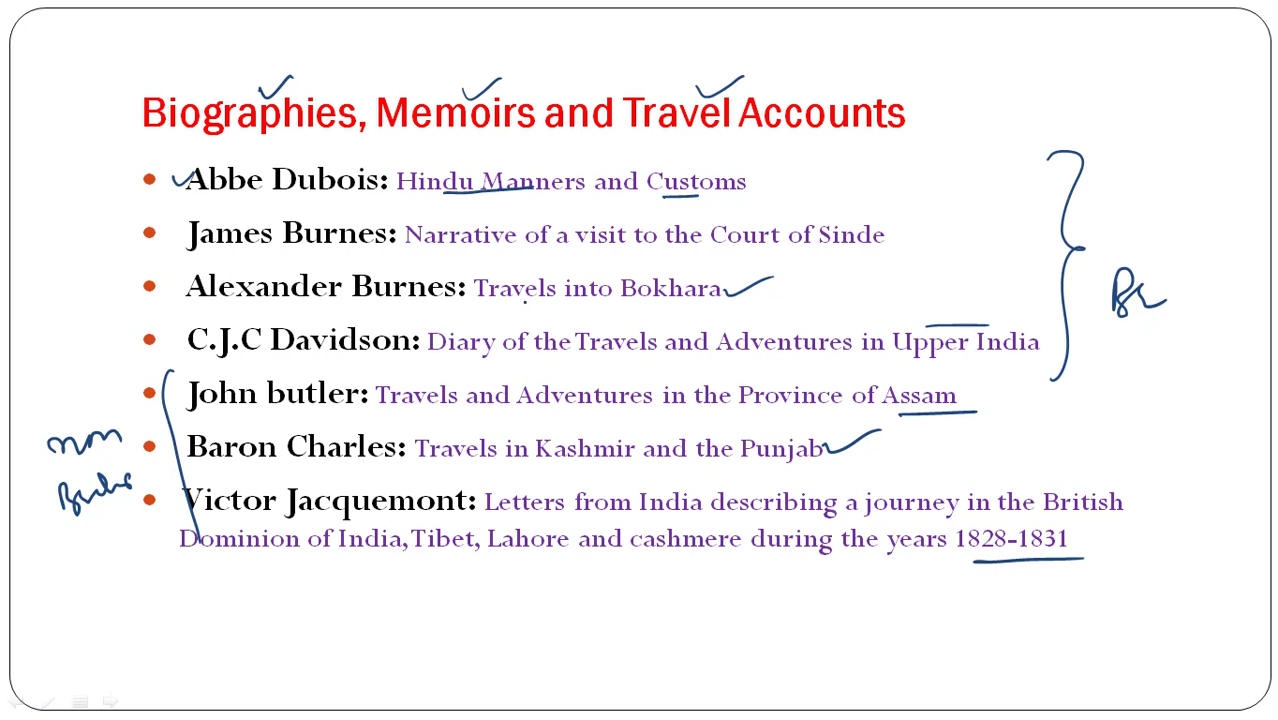 Biographies, Memoirs and Travel Accounts
Abbe Dubois: Hindu Manners and Customs
James Burnes: Narrative of a visit to the Court of Sinde
Alexander Burnes: Travels into Bokhara
C.J.C Davidson: Diary of the Travels and Adventures in Upper India
John butler: Travels and Adventures in the Province of Assam
Baron Charles: Travels in Kashmir and the Punjab
Victor Jacquemont: Letters from India describing a journey in the British
Dominion of India, Tibet, Lahore and cashmere during the years 1828-1831
non